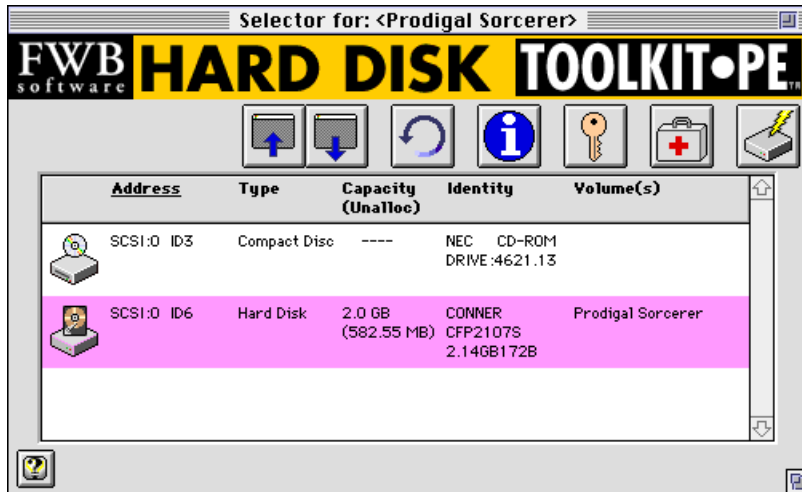 Selector for: <Prodigal Sorcerer>
FWB software HARD DISK TOOLKIT•PE™
Address Type Capacity (Unalloc) Identity Volume(s)
SCSI:0 ID3 Compact Disc ---- NEC CD-ROM
DRIVE:4621.13
SCSI:0 ID6 Hard Disk 2.0 GB CONNER Prodigal Sorcerer
(582.55 MB) CFP2107S
2.14GB172B